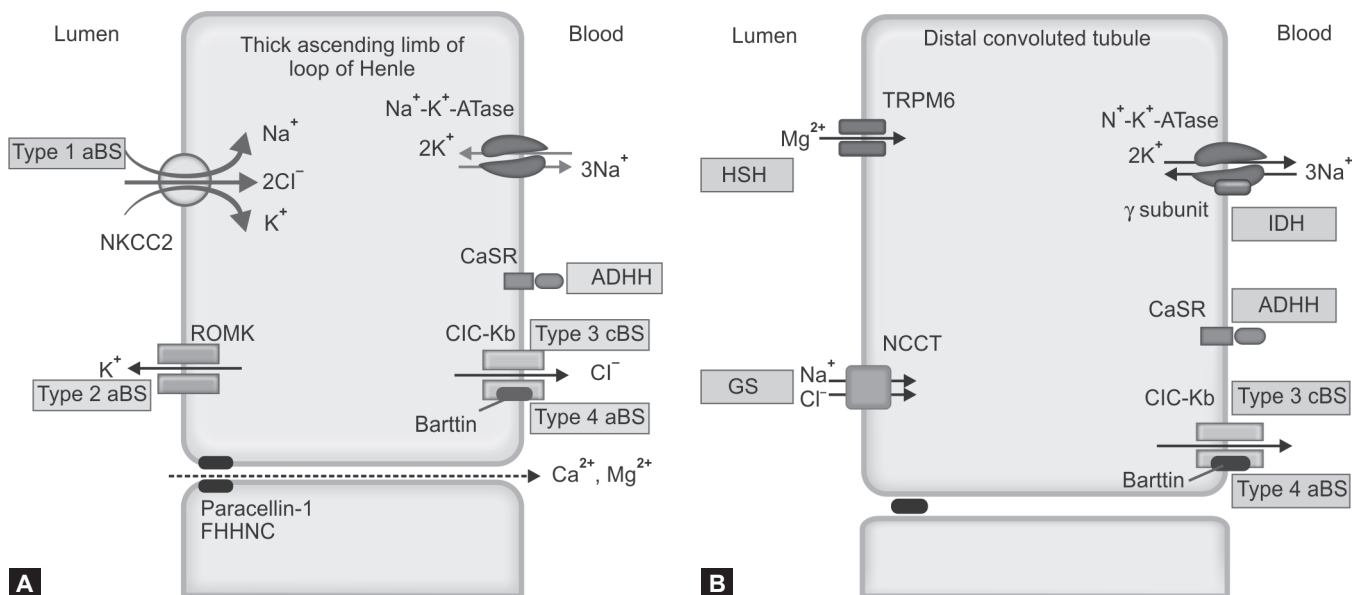 Lumen
Thick ascending limb of
loop of Henle
Blood
Na⁺-K⁺-ATase
Type 1 aBS
Na⁺
2Cl⁻
K⁺
NKCC2
2K⁺
3Na⁺
CaSR
ADHH
ROMK
K⁺
Type 2 aBS
ClC-Kb
Type 3 cBS
Cl⁻
Barttin
Type 4 aBS
Ca²⁺, Mg²⁺
Paracellin-1
FHHNC
A
Lumen
Distal convoluted tubule
Blood
TRPM6
Mg²⁺
HSH
N⁺-K⁺-ATase
2K⁺
3Na⁺
γ subunit
IDH
CaSR
ADHH
NCCT
GS
Na⁺
Cl⁻
ClC-Kb
Type 3 cBS
Barttin
Type 4 aBS
B